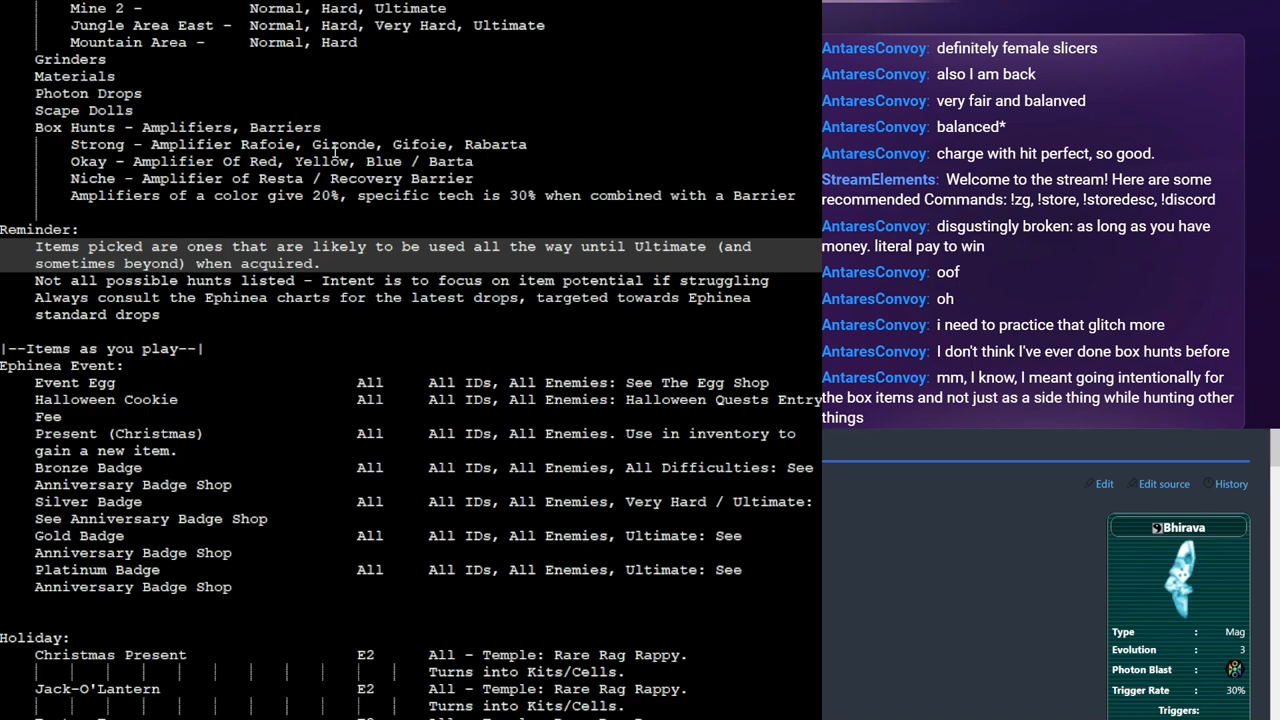 Mine 2 - Normal, Hard, Ultimate
Jungle Area East - Normal, Hard, Very Hard, Ultimate
Mountain Area - Normal, Hard
Grinders
Materials
Photon Drops
Scape Dolls
Box Hunts - Amplifiers, Barriers
Strong - Amplifier Rafoie, Gizonde, Gifoie, Rabarta
Okay - Amplifier Of Red, Yellow, Blue / Barta
Niche - Amplifier of Resta / Recovery Barrier
Amplifiers of a color give 20%, specific tech is 30% when combined with a Barrier
Reminder:
Items picked are ones that are likely to be used all the way until Ultimate (and
sometimes beyond) when acquired.
Not all possible hunts listed - Intent is to focus on item potential if struggling
Always consult the Ephinea charts for the latest drops, targeted towards Ephinea
standard drops
|--Items as you play--|
Ephinea Event:
Event Egg All All IDs, All Enemies: See The Egg Shop
Halloween Cookie All All IDs, All Enemies: Halloween Quests Entry
Fee
Present (Christmas) All All IDs, All Enemies. Use in inventory to
gain a new item.
Bronze Badge All All IDs, All Enemies, All Difficulties: See
Anniversary Badge Shop
Silver Badge All All IDs, All Enemies, Very Hard / Ultimate:
See Anniversary Badge Shop
Gold Badge All All IDs, All Enemies, Ultimate: See
Anniversary Badge Shop
Platinum Badge All All IDs, All Enemies, Ultimate: See
Anniversary Badge Shop
Holiday:
Christmas Present E2 All - Temple: Rare Rag Rappy.
Turns into Kits/Cells.
Jack-O'Lantern E2 All - Temple: Rare Rag Rappy.
Turns into Kits/Cells.
AntaresConvoy: definitely female slicers
AntaresConvoy: also I am back
AntaresConvoy: very fair and balanved
AntaresConvoy: balanced*
AntaresConvoy: charge with hit perfect, so good.
StreamElements: Welcome to the stream! Here are some
recommended Commands: !zg, !store, !storedesc, !discord
AntaresConvoy: disgustingly broken: as long as you have
money. literal pay to win
AntaresConvoy: oof
AntaresConvoy: oh
AntaresConvoy: i need to practice that glitch more
AntaresConvoy: I don't think I've ever done box hunts before
AntaresConvoy: mm, I know, I meant going intentionally for
the box items and not just as a side thing while hunting other
things
Edit Edit source History
Bhirava
Type : Mag
Evolution : 3
Photon Blast :
Trigger Rate : 30%
Triggers: